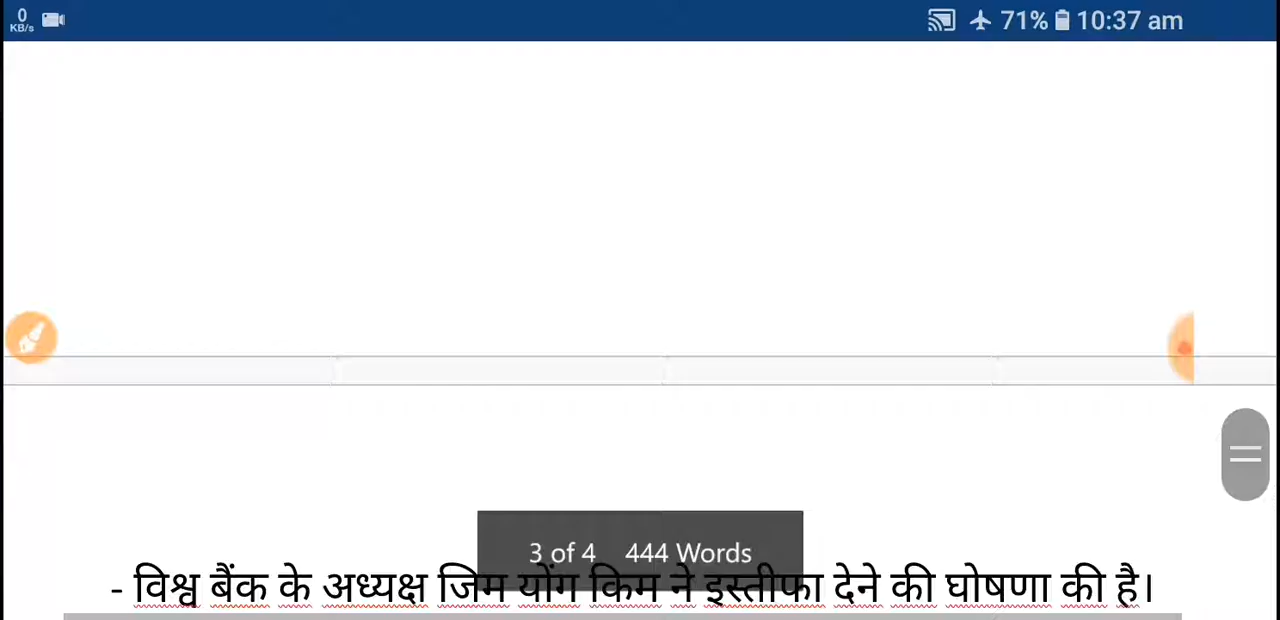 0
KB/s
71% 10:37 am
3 of 4 444 Words
- विश्व बैंक के अध्यक्ष जिम योंग किम ने इस्तीफा देने की घोषणा की है।